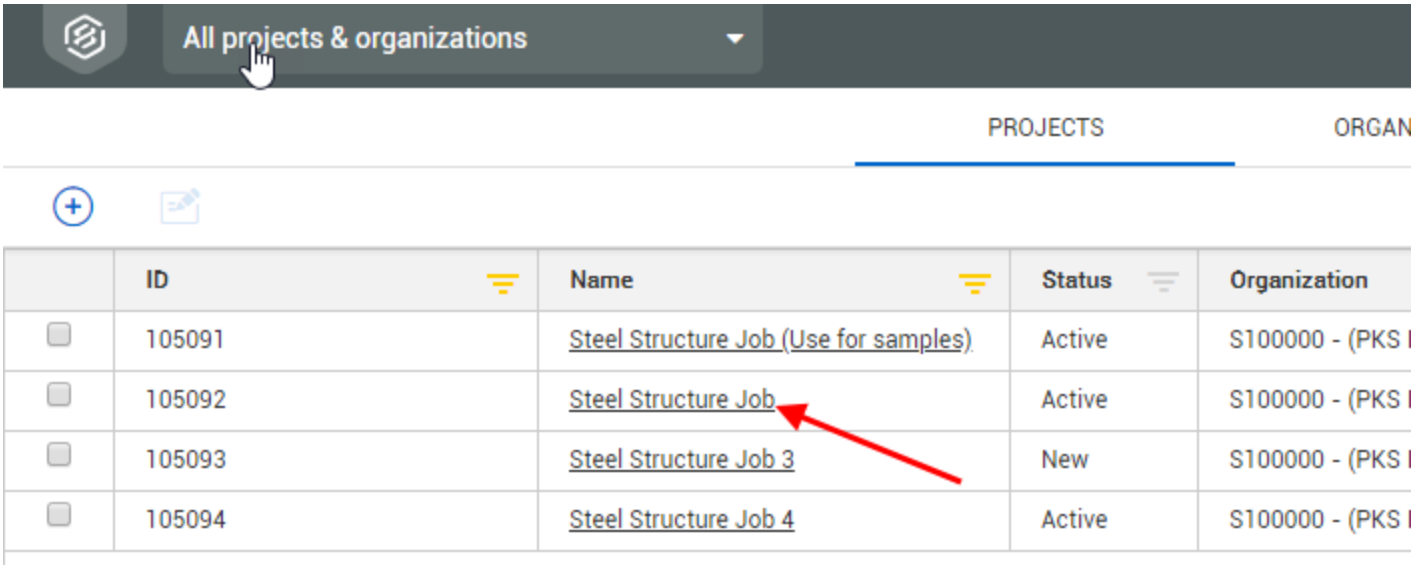 All projects & organizations
PROJECTS ORGAN
ID Name Status Organization
105091 Steel Structure Job (Use for samples) Active S100000 - (PKS
105092 Steel Structure Job Active S100000 - (PKS
105093 Steel Structure Job 3 New S100000 - (PKS
105094 Steel Structure Job 4 Active S100000 - (PKS